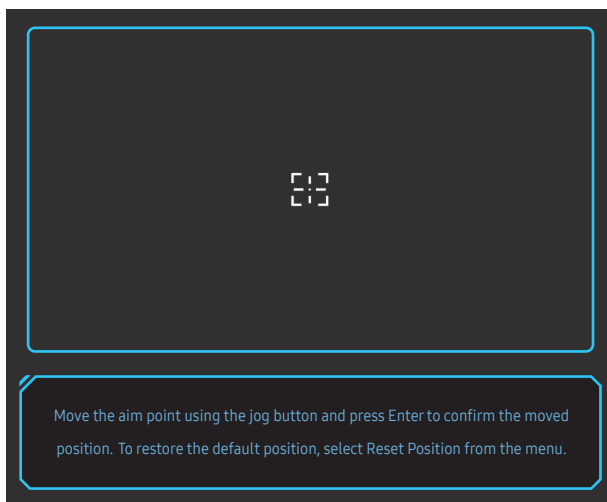 Move the aim point using the jog button and press Enter to confirm the moved
position. To restore the default position, select Reset Position from the menu.